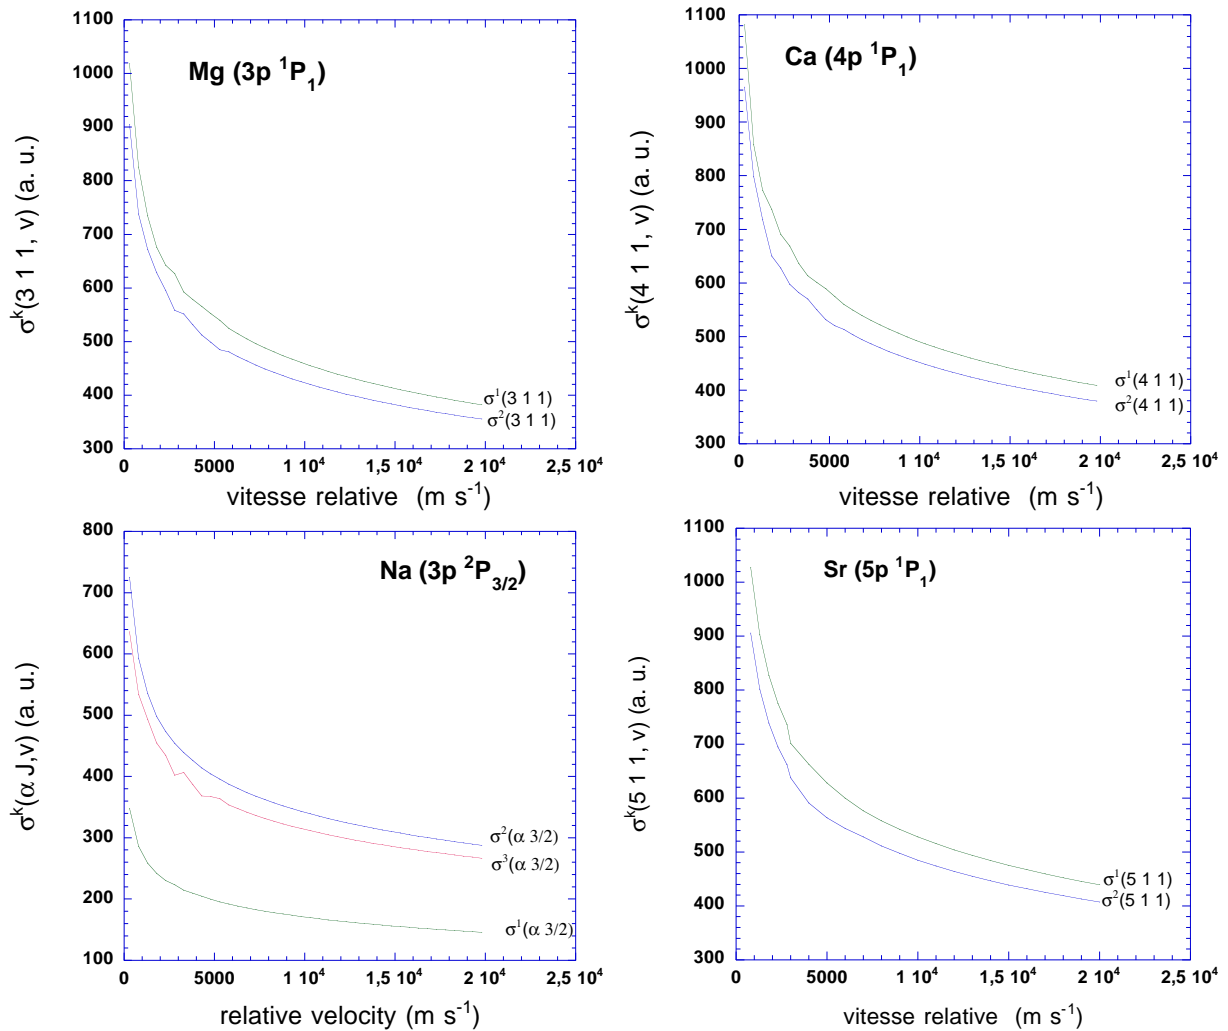 Mg (3p ¹P₁)
σᵏ(3 1 1, v) (a. u.)
1100
1000
900
800
700
600
500
400
300
σ¹(3 1 1)
σ²(3 1 1)
0 5000 1 10⁴ 1,5 10⁴ 2 10⁴ 2,5 10⁴
vitesse relative (m s⁻¹)
Ca (4p ¹P₁)
σᵏ(4 1 1, v) (a. u.)
1100
1000
900
800
700
600
500
400
300
σ¹(4 1 1)
σ²(4 1 1)
0 5000 1 10⁴ 1,5 10⁴ 2 10⁴ 2,5 10⁴
vitesse relative (m s⁻¹)
Na (3p ²P₃/₂)
σᵏ(α J,v) (a. u.)
800
700
600
500
400
300
200
100
σ²(α 3/2)
σ³(α 3/2)
σ¹(α 3/2)
0 5000 1 10⁴ 1,5 10⁴ 2 10⁴ 2,5 10⁴
relative velocity (m s⁻¹)
Sr (5p ¹P₁)
σᵏ(5 1 1, v) (a. u.)
1100
1000
900
800
700
600
500
400
300
σ¹(5 1 1)
σ²(5 1 1)
0 5000 1 10⁴ 1,5 10⁴ 2 10⁴ 2,5 10⁴
vitesse relative (m s⁻¹)